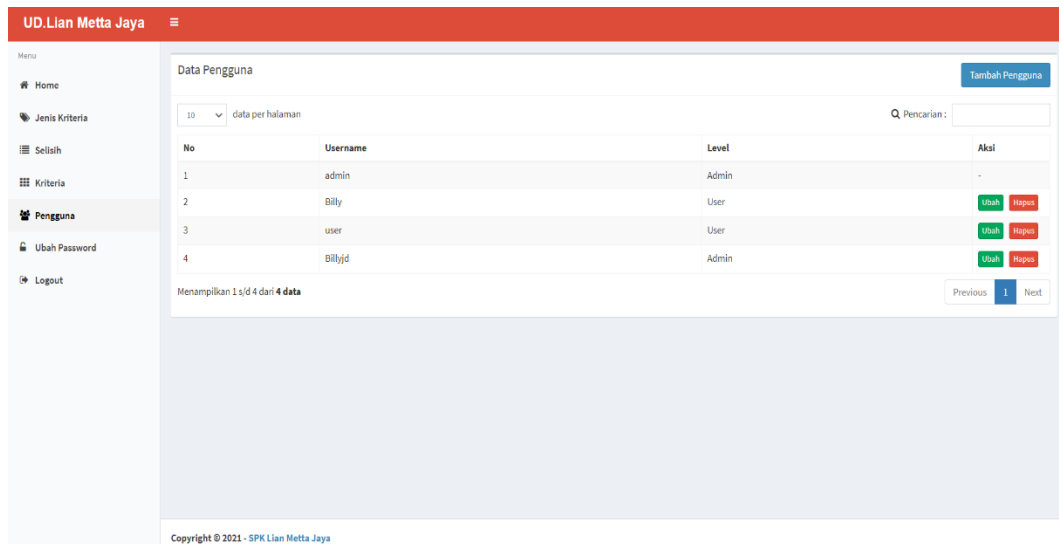 UD.Lian Metta Jaya
Menu
Home
Jenis Kriteria
Selisih
Kriteria
Pengguna
Ubah Password
Logout
Data Pengguna
Tambah Pengguna
10 data per halaman
Pencarian :
No Username Level Aksi
1 admin Admin -
2 Billy User Ubah Hapus
3 user User Ubah Hapus
4 Billyjd Admin Ubah Hapus
Menampilkan 1 s/d 4 dari 4 data
Previous 1 Next
Copyright © 2021 - SPK Lian Metta Jaya